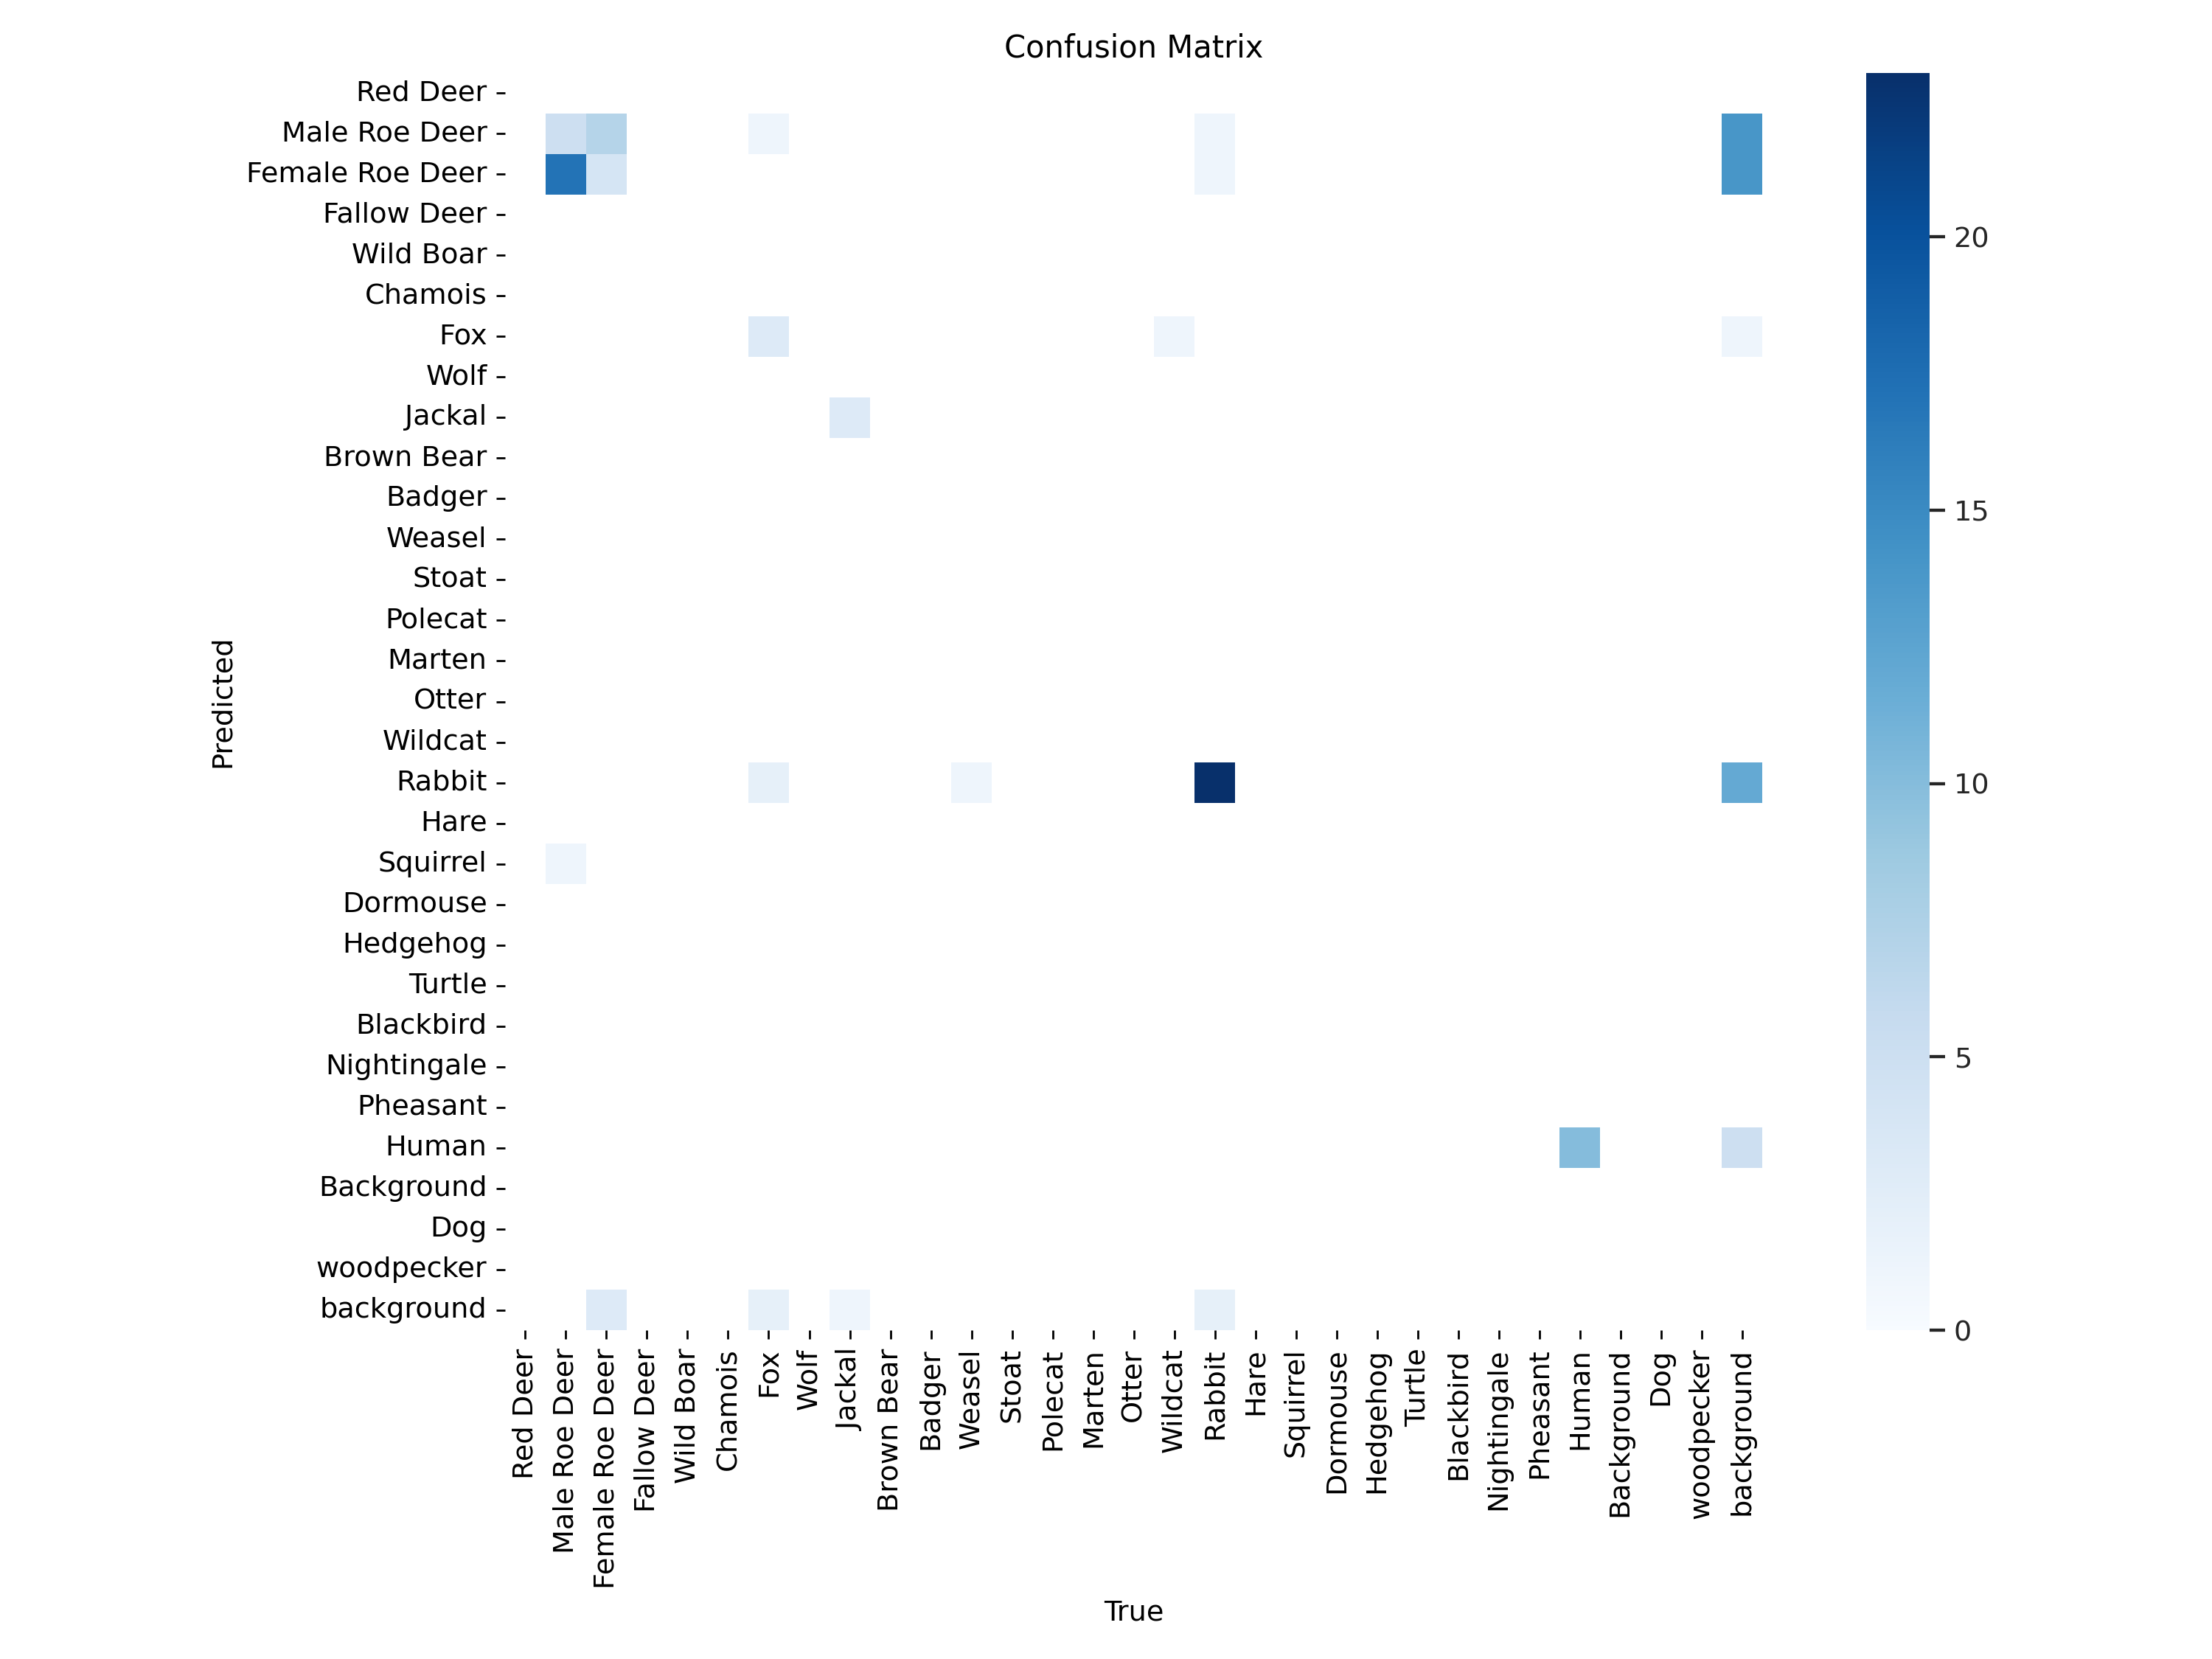 Confusion Matrix
Red Deer
Male Roe Deer
Female Roe Deer
Fallow Deer
Wild Boar
Chamois
Fox
Wolf
Jackal
Brown Bear
Badger
Weasel
Stoat
Polecat
Marten
Otter
Wildcat
Rabbit
Hare
Squirrel
Dormouse
Hedgehog
Turtle
Blackbird
Nightingale
Pheasant
Human
Background
Dog
woodpecker
background
Predicted
Red Deer
Male Roe Deer
Female Roe Deer
Fallow Deer
Wild Boar
Chamois
Fox
Wolf
Jackal
Brown Bear
Badger
Weasel
Stoat
Polecat
Marten
Otter
Wildcat
Rabbit
Hare
Squirrel
Dormouse
Hedgehog
Turtle
Blackbird
Nightingale
Pheasant
Human
Background
Dog
woodpecker
background
True
20
15
10
5
0